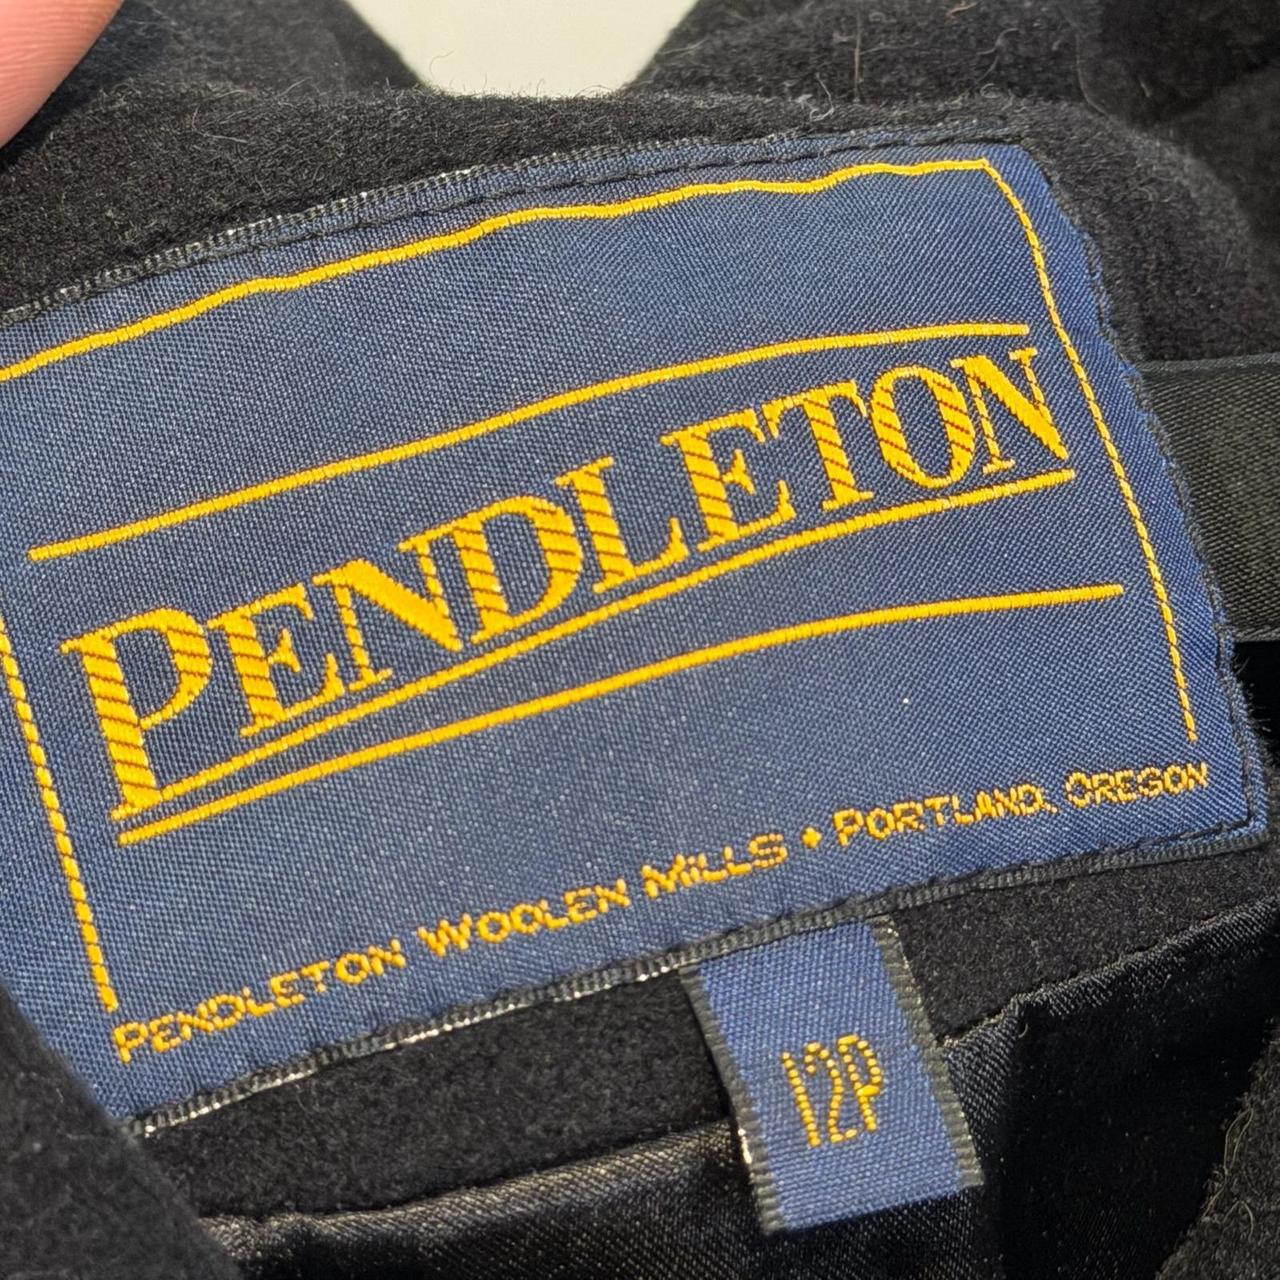 PENDLETON
PENDLETON WOOLEN MILLS • PORTLAND, OREGON
12P